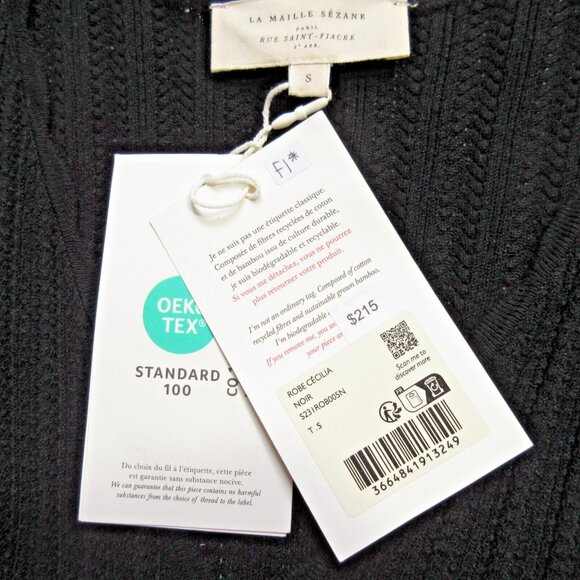 LA MAILLE SÉZANE
PARIS
RUE SAINT-FIACRE
2e ARR.
S
F1*
Je ne suis pas une étiquette classique.
Composée de fibres recyclées de coton
et de bambou issu de culture durable,
je suis biodégradable et recyclable.
Si vous me détachez, vous ne pourrez
plus retourner votre produit.
I'm not an ordinary tag. Composed of cotton
recycled fibres and sustainable grown bamboo,
I'm biodegradable
If you remove me, you
your piece
$215
Scan me to
discover more
ROBE CÉCILIA
NOIR
S231ROB00SN
T. S
FR
3664841913249
OEKO
TEX®
STANDARD
100
CO
Du choix du fil à l'étiquette, cette pièce
est garantie sans substance nocive.
We can guarantee that this piece contains no harmful
substances from the choice of thread to the label.